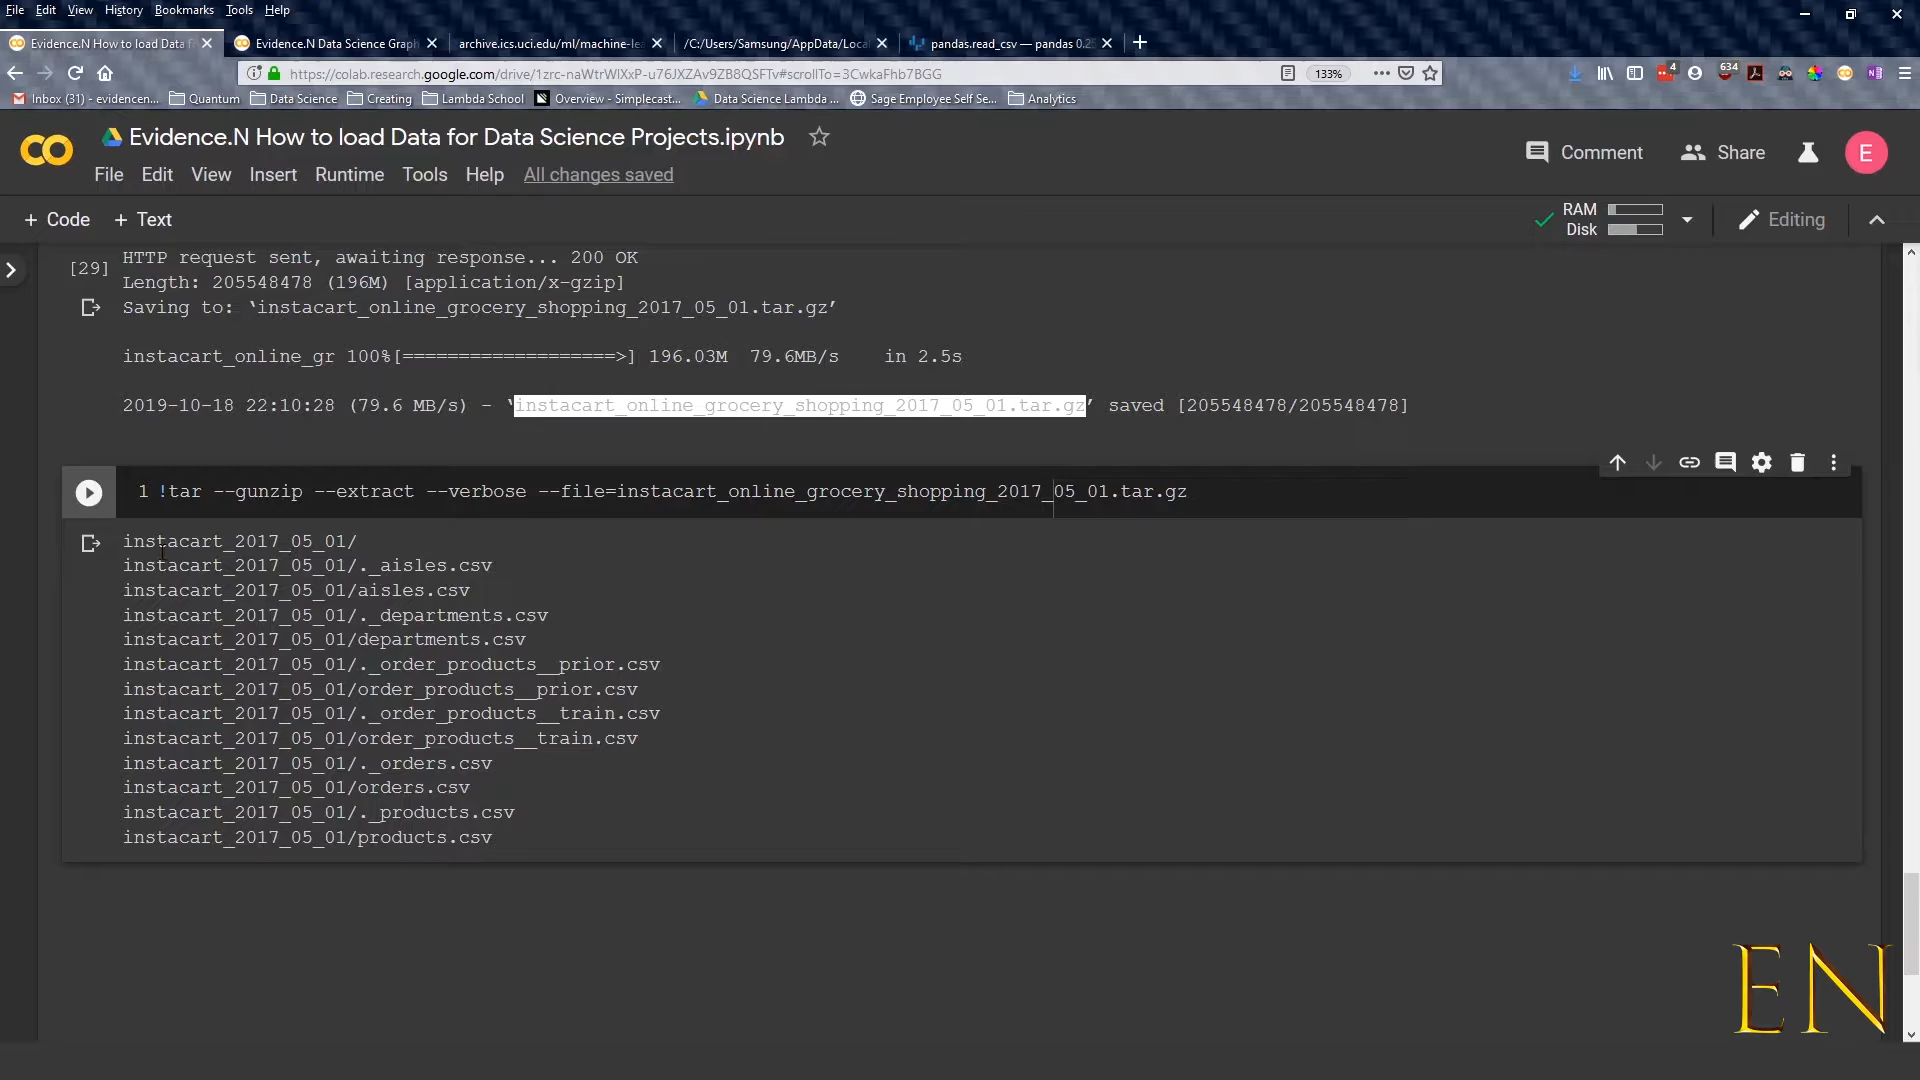 File Edit View History Bookmarks Tools Help
Evidence.N How to load Data f
Evidence.N Data Science Graph
archive.ics.uci.edu/ml/machine-le
/C:/Users/Samsung/AppData/Loca
pandas.read_csv — pandas 0.25
https://colab.research.google.com/drive/1zrc-naWtrWlXxP-u76JXZAv9ZB8QSFTv#scrollTo=3CwkaFhb7BGG
133%
4
634
Inbox (31) - evidencen...
Quantum
Data Science
Creating
Lambda School
Overview - Simplecast...
Data Science Lambda ...
Sage Employee Self Se...
Analytics
CO
Evidence.N How to load Data for Data Science Projects.ipynb
Comment
Share
E
File Edit View Insert Runtime Tools Help All changes saved
+ Code + Text
RAM
Disk
Editing
[29]
HTTP request sent, awaiting response... 200 OK
Length: 205548478 (196M) [application/x-gzip]
Saving to: ‘instacart_online_grocery_shopping_2017_05_01.tar.gz’
instacart_online_gr 100%[===================>] 196.03M 79.6MB/s in 2.5s
2019-10-18 22:10:28 (79.6 MB/s) - ‘instacart_online_grocery_shopping_2017_05_01.tar.gz’ saved [205548478/205548478]
1 !tar --gunzip --extract --verbose --file=instacart_online_grocery_shopping_2017_05_01.tar.gz
instacart_2017_05_01/
instacart_2017_05_01/._aisles.csv
instacart_2017_05_01/aisles.csv
instacart_2017_05_01/._departments.csv
instacart_2017_05_01/departments.csv
instacart_2017_05_01/._order_products__prior.csv
instacart_2017_05_01/order_products__prior.csv
instacart_2017_05_01/._order_products__train.csv
instacart_2017_05_01/order_products__train.csv
instacart_2017_05_01/._orders.csv
instacart_2017_05_01/orders.csv
instacart_2017_05_01/._products.csv
instacart_2017_05_01/products.csv
EN